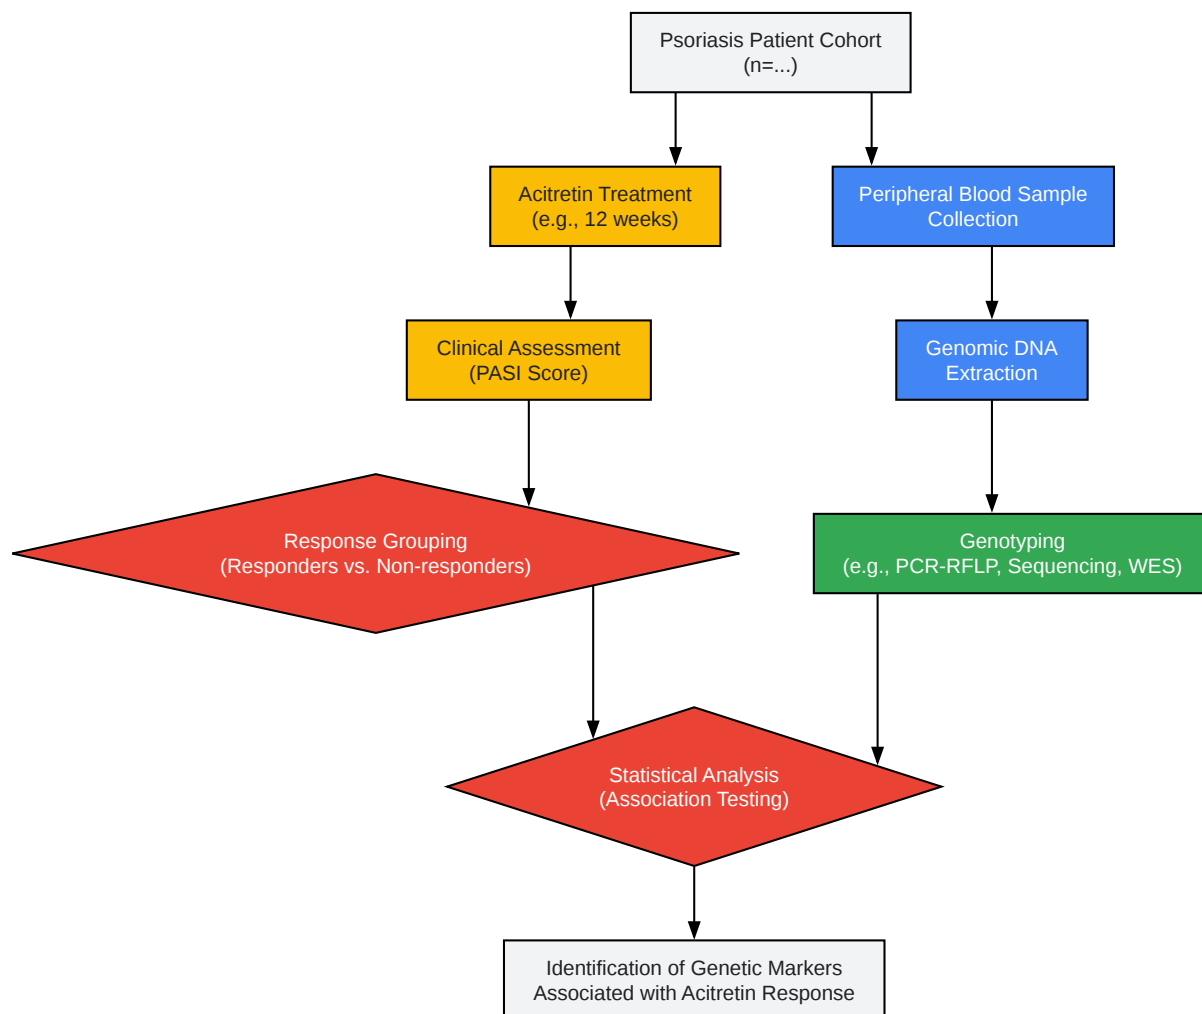 Psoriasis Patient Cohort
(n=...)
Acitretin Treatment
(e.g., 12 weeks)
Peripheral Blood Sample
Collection
Clinical Assessment
(PASI Score)
Genomic DNA
Extraction
Response Grouping
(Responders vs. Non-responders)
Genotyping
(e.g., PCR-RFLP, Sequencing, WES)
Statistical Analysis
(Association Testing)
Identification of Genetic Markers
Associated with Acitretin Response